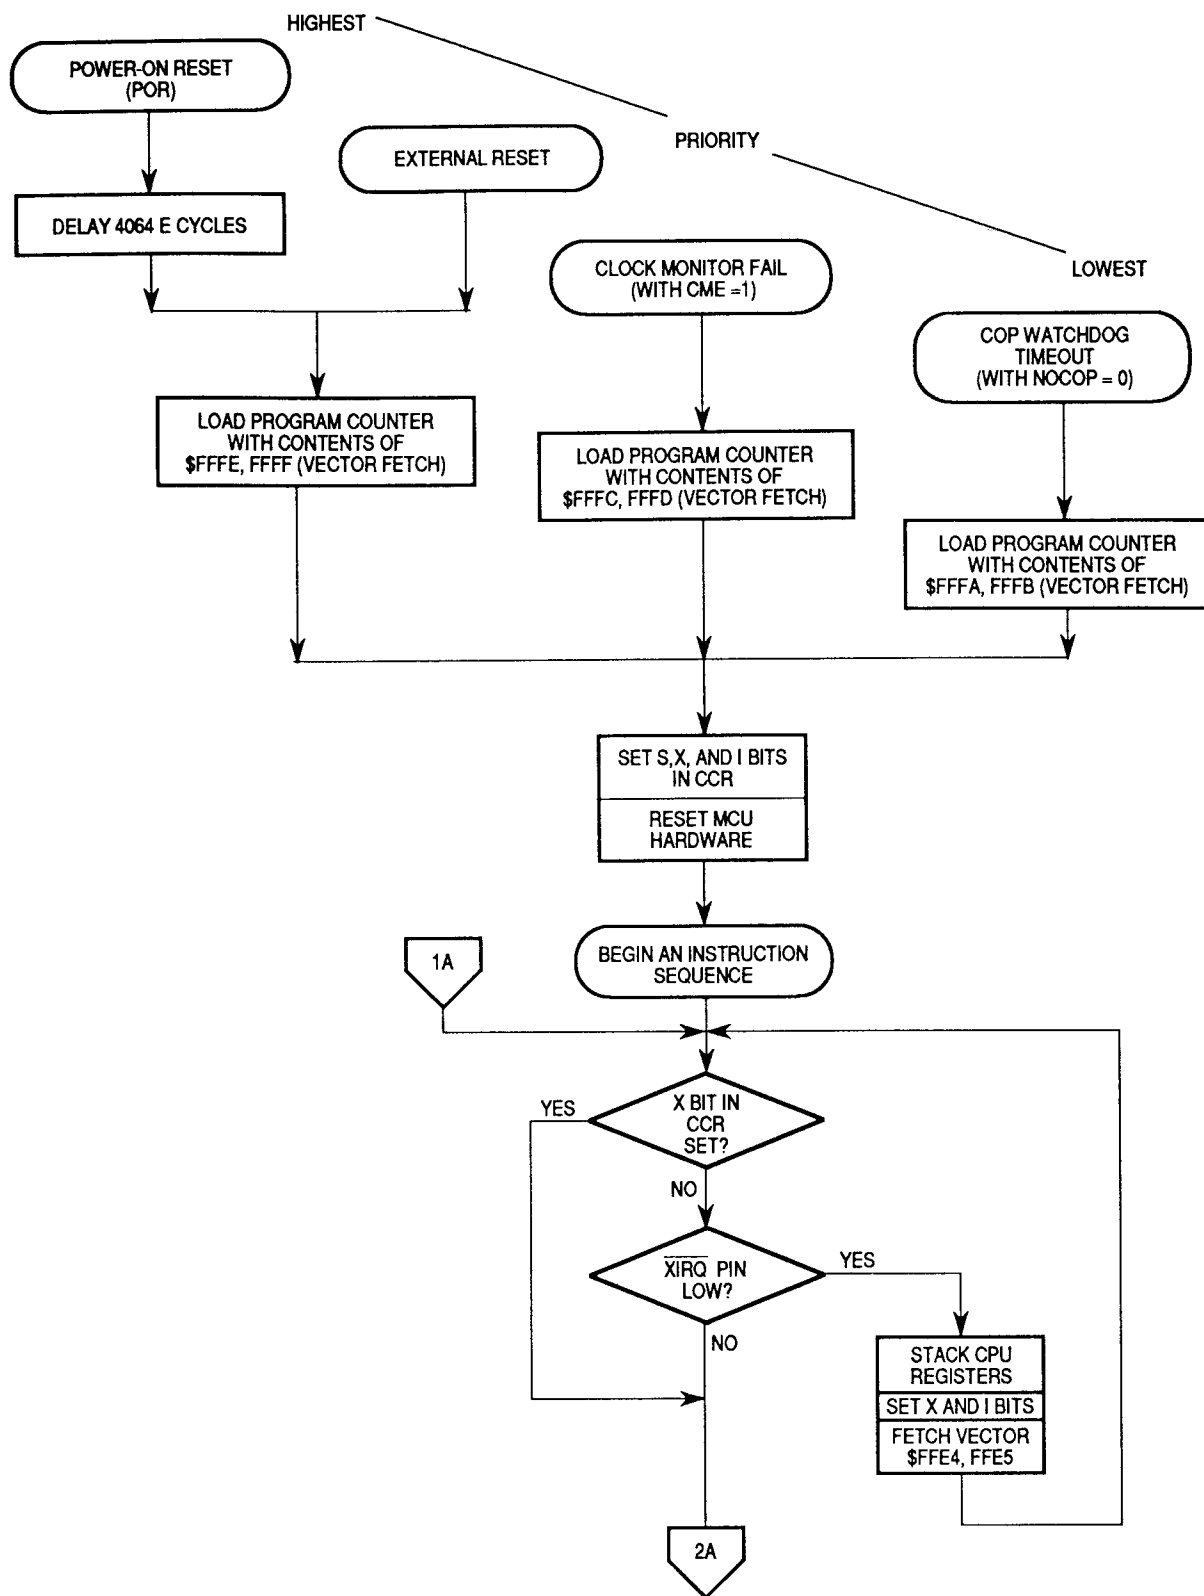 HIGHEST
POWER-ON RESET
(POR)
PRIORITY
EXTERNAL RESET
DELAY 4064 E CYCLES
CLOCK MONITOR FAIL
(WITH CME =1)
LOWEST
COP WATCHDOG
TIMEOUT
(WITH NOCOP = 0)
LOAD PROGRAM COUNTER
WITH CONTENTS OF
$FFFE, FFFF (VECTOR FETCH)
LOAD PROGRAM COUNTER
WITH CONTENTS OF
$FFFC, FFFD (VECTOR FETCH)
LOAD PROGRAM COUNTER
WITH CONTENTS OF
$FFFA, FFFB (VECTOR FETCH)
SET S,X, AND I BITS
IN CCR
RESET MCU
HARDWARE
1A
BEGIN AN INSTRUCTION
SEQUENCE
YES
X BIT IN
CCR
SET?
NO
XIRQ PIN
LOW?
YES
NO
STACK CPU
REGISTERS
SET X AND I BITS
FETCH VECTOR
$FFE4, FFE5
2A